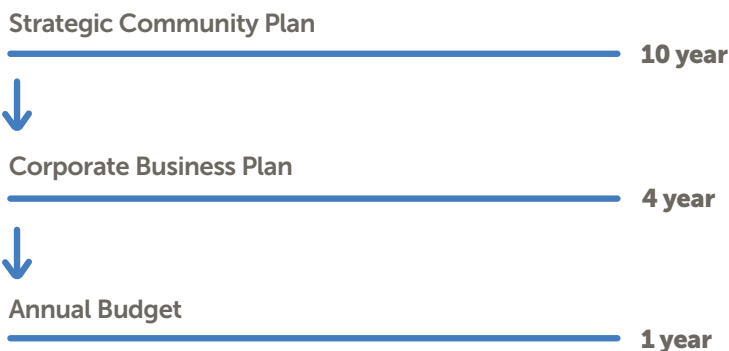 Strategic Community Plan
10 year
Corporate Business Plan
4 year
Annual Budget
1 year